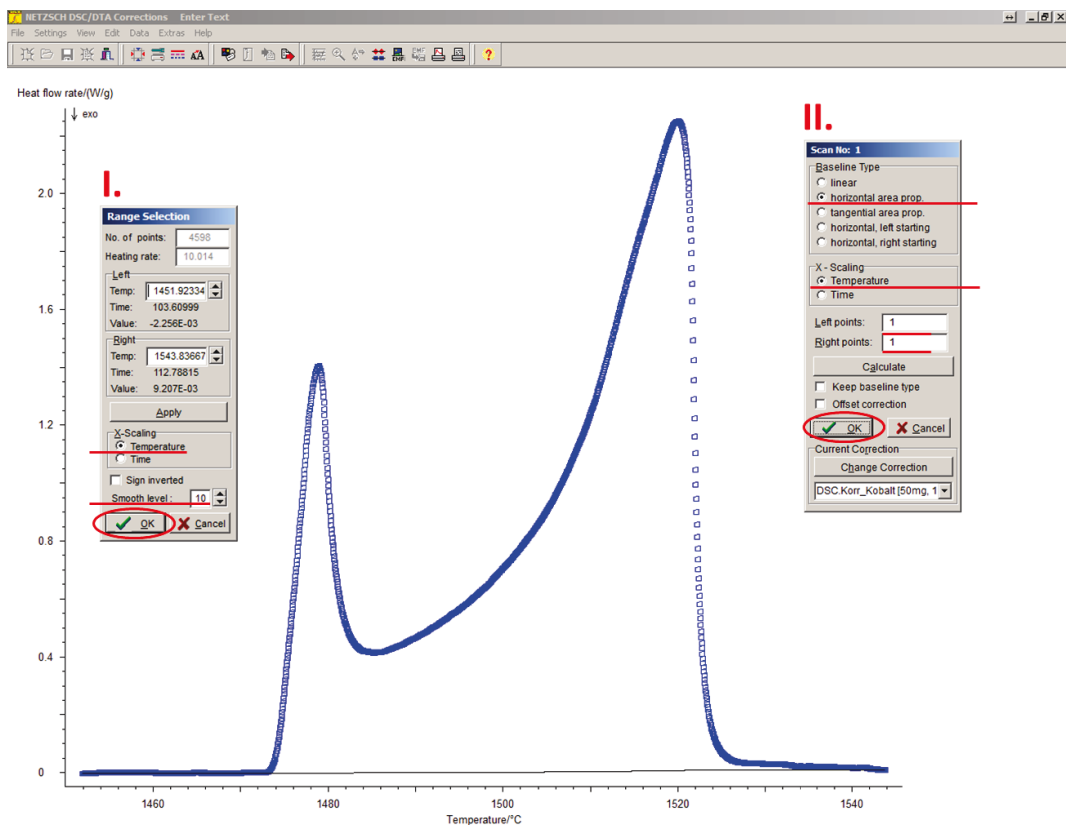 NETZSCH DSC/DTA Corrections Enter Text
File Settings View Edit Data Extras Help
Heat flow rate/(W/g)
↓ exo
I.
Range Selection
No. of points: 4598
Heating rate: 10.014
Left
Temp: 1451.92334
Time: 103.60999
Value: -2.256E-03
Right
Temp: 1543.83667
Time: 112.78815
Value: 9.207E-03
Apply
X-Scaling
Temperature
Time
Sign inverted
Smooth level : 10
OK Cancel
II.
Scan No: 1
Baseline Type
linear
horizontal area prop.
tangential area prop.
horizontal, left starting
horizontal, right starting
X - Scaling
Temperature
Time
Left points: 1
Right points: 1
Calculate
Keep baseline type
Offset correction
OK Cancel
Current Correction
Change Correction
DSC.Korr_Kobalt [50mg, 1
2.0
1.6
1.2
0.8
0.4
0
1460 1480 1500 1520 1540
Temperature/°C